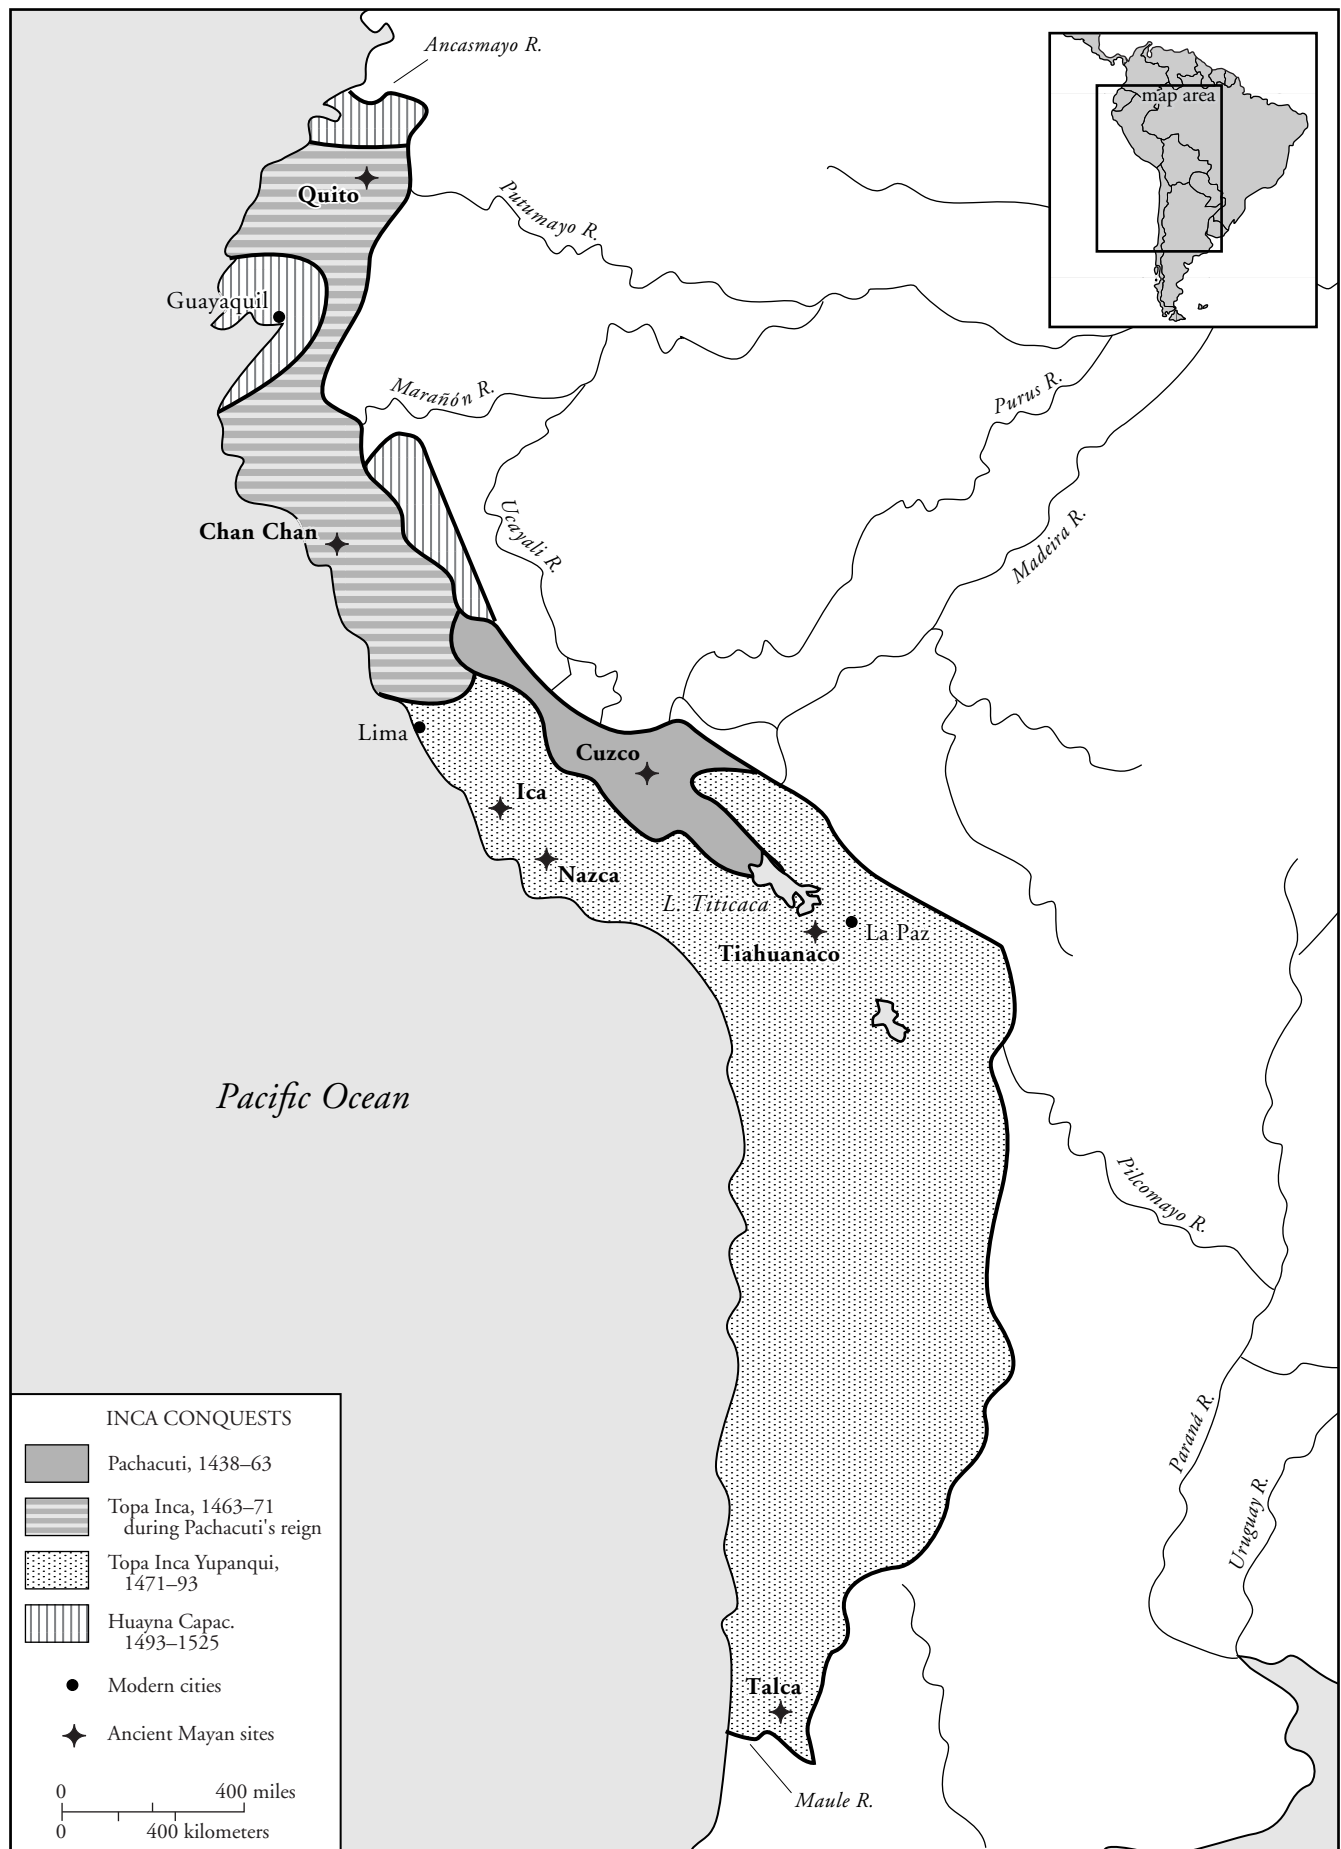 Ancasmayo R.
map area
Quito
Putumayo R.
Guayaquil
Marañón R.
Purus R.
Chan Chan
Ucayali R.
Madeira R.
Lima
Cuzco
Ica
Nazca
L. Titicaca
La Paz
Tiahuanaco
Pacific Ocean
Pilcomayo R.
Paraná R.
Uruguay R.
Talca
Maule R.
INCA CONQUESTS
Pachacuti, 1438–63
Topa Inca, 1463–71
during Pachacuti's reign
Topa Inca Yupanqui,
1471–93
Huayna Capac.
1493–1525
Modern cities
Ancient Mayan sites
0 400 miles
0 400 kilometers